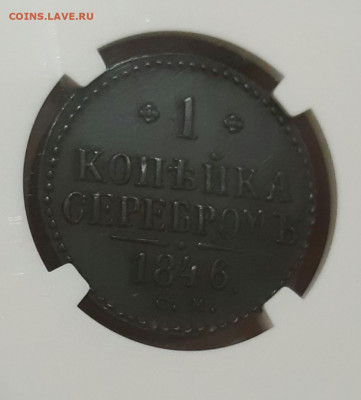 COINS.LAVE.RU
1
КОПѢЙКА
СЕРЕБРОМЪ
1846
С. М.